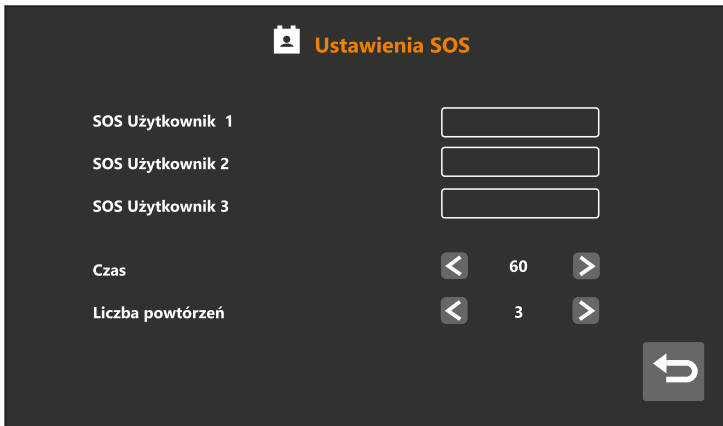 Ustawienia SOS
SOS Użytkownik 1
SOS Użytkownik 2
SOS Użytkownik 3
Czas 60
Liczba powtórzeń 3